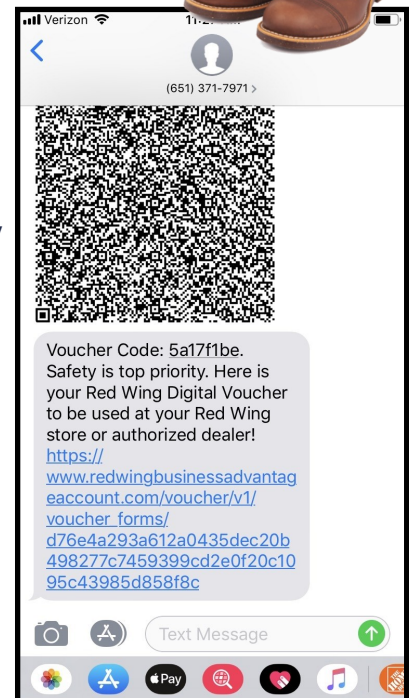 Verizon
(651) 371-7971 >
Voucher Code: 5a17f1be.
Safety is top priority. Here is
your Red Wing Digital Voucher
to be used at your Red Wing
store or authorized dealer!
https://
www.redwingbusinessadvantag
eaccount.com/voucher/v1/
voucher_forms/
d76e4a293a612a0435dec20b
498277c7459399cd2e0f20c10
95c43985d858f8c
Text Message
Pay